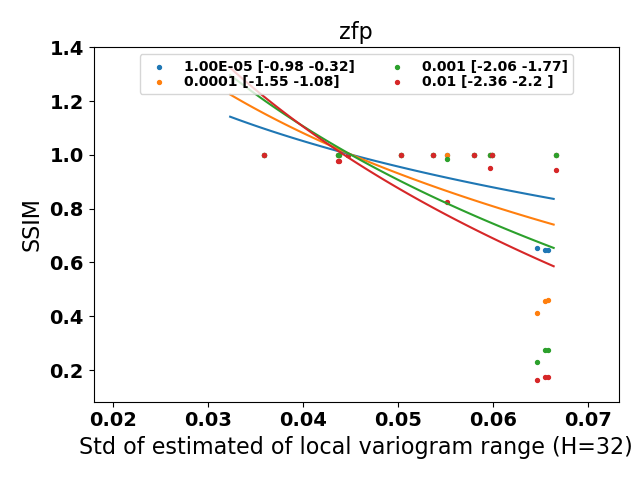 zfp
1.00E-05 [-0.98 -0.32]
0.0001 [-1.55 -1.08]
0.001 [-2.06 -1.77]
0.01 [-2.36 -2.2 ]
1.4
1.2
1.0
0.8
0.6
0.4
0.2
SSIM
0.02 0.03 0.04 0.05 0.06 0.07
Std of estimated of local variogram range (H=32)